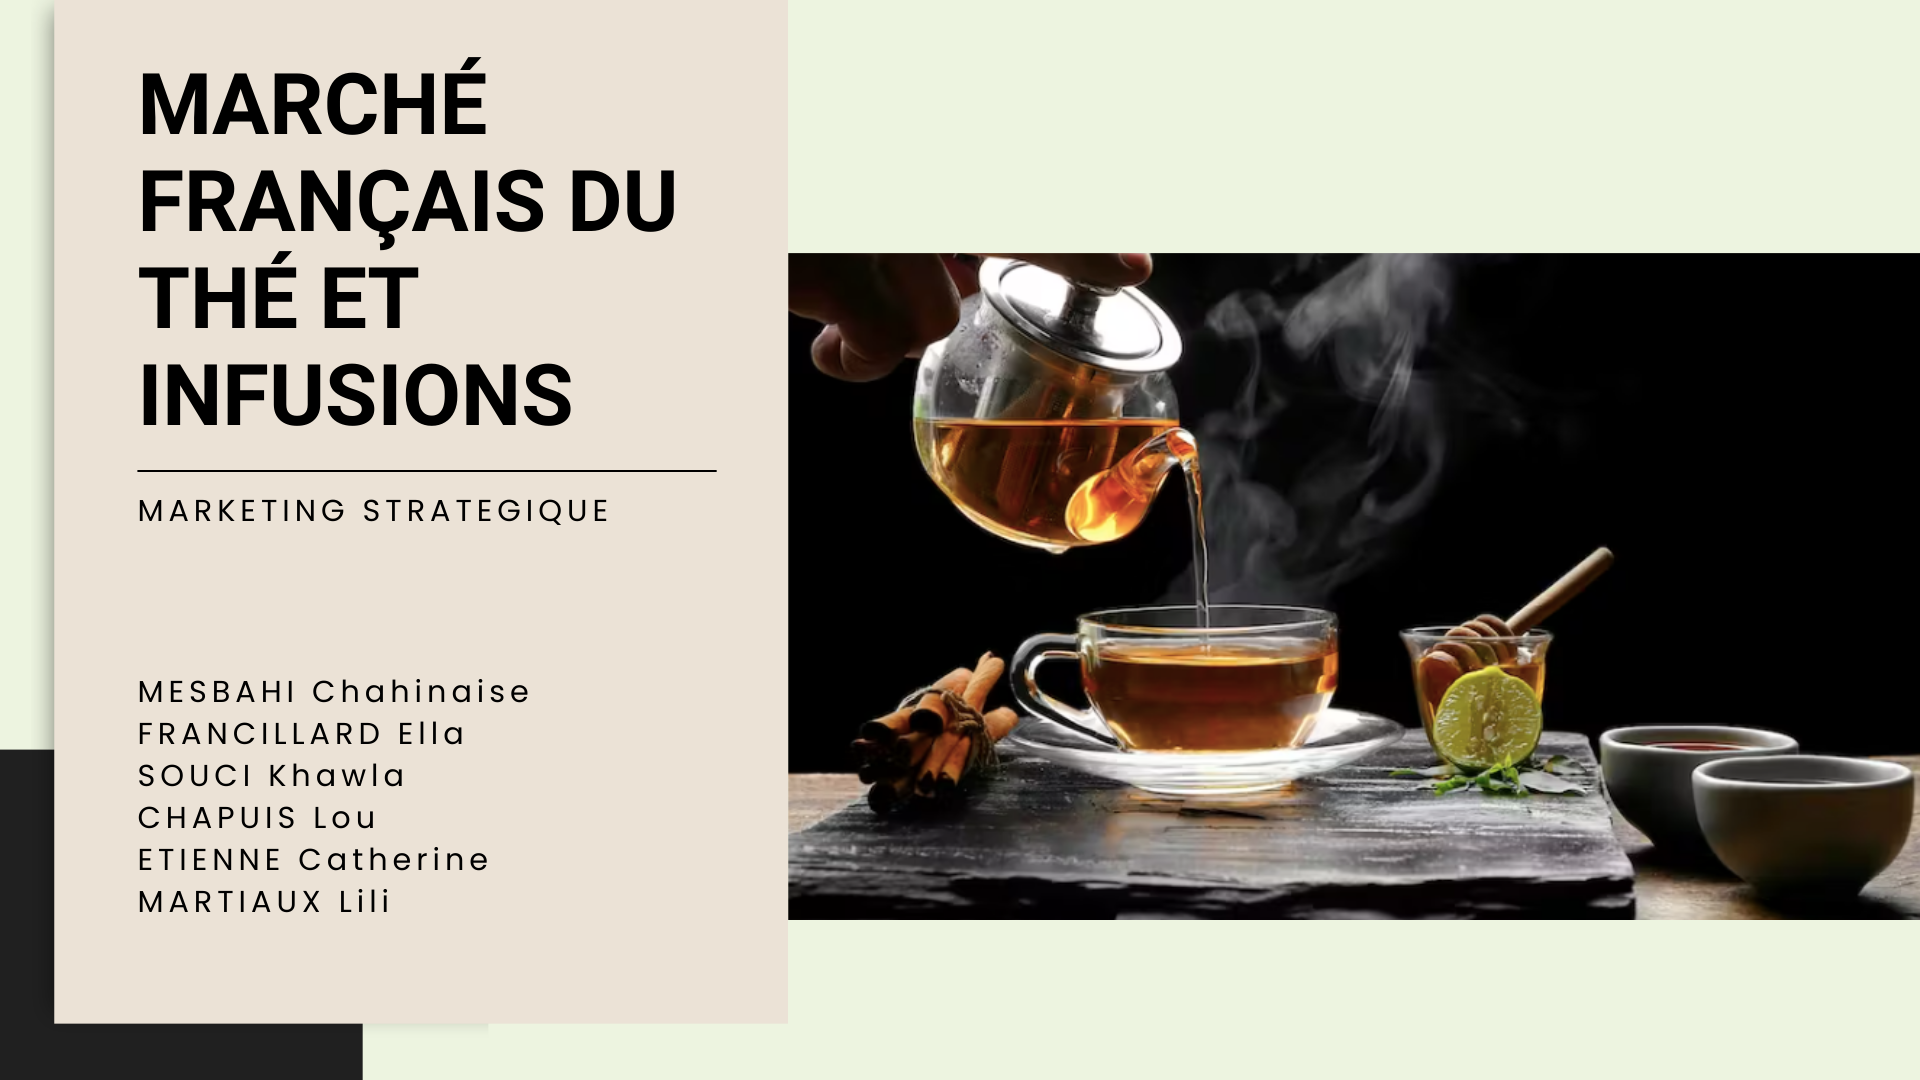 MARCHÉ
FRANÇAIS DU
THÉ ET
INFUSIONS
MARKETING STRATEGIQUE
MESBAHI Chahinaise
FRANCILLARD Ella
SOUCI Khawla
CHAPUIS Lou
ETIENNE Catherine
MARTIAUX Lili